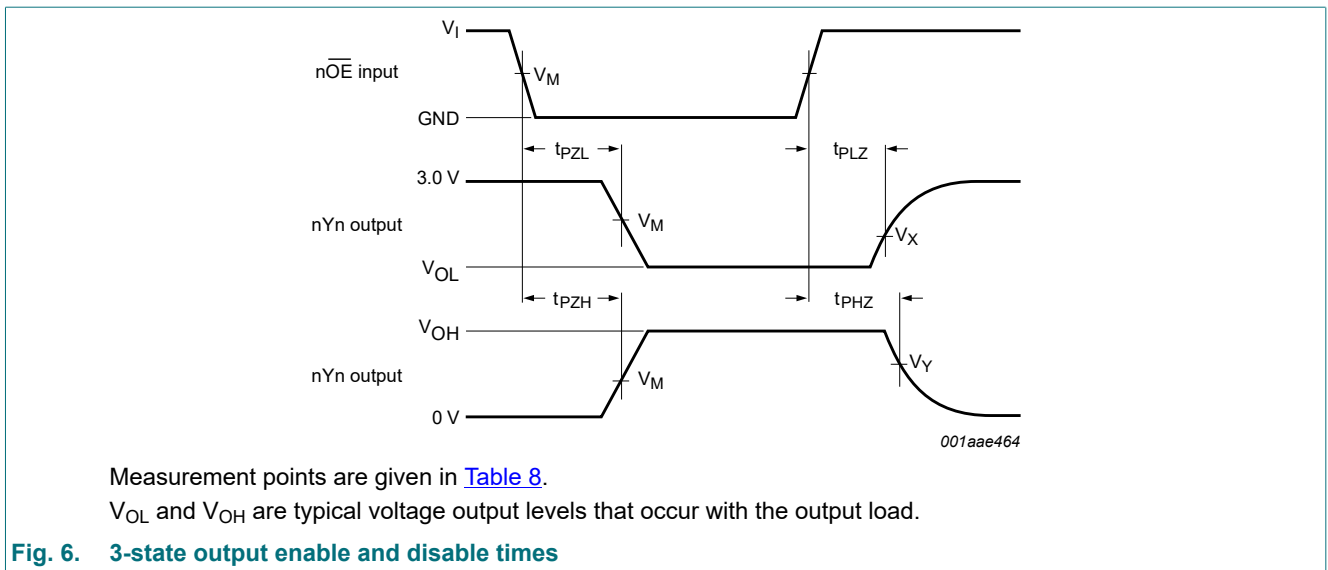 V_I
nO̅E̅ input
V_M
GND
t_PZL
t_PLZ
3.0 V
nYn output
V_M
V_X
V_OL
t_PZH
t_PHZ
V_OH
nYn output
V_M
V_Y
0 V
001aae464
Measurement points are given in Table 8.
V_OL and V_OH are typical voltage output levels that occur with the output load.
Fig. 6. 3-state output enable and disable times